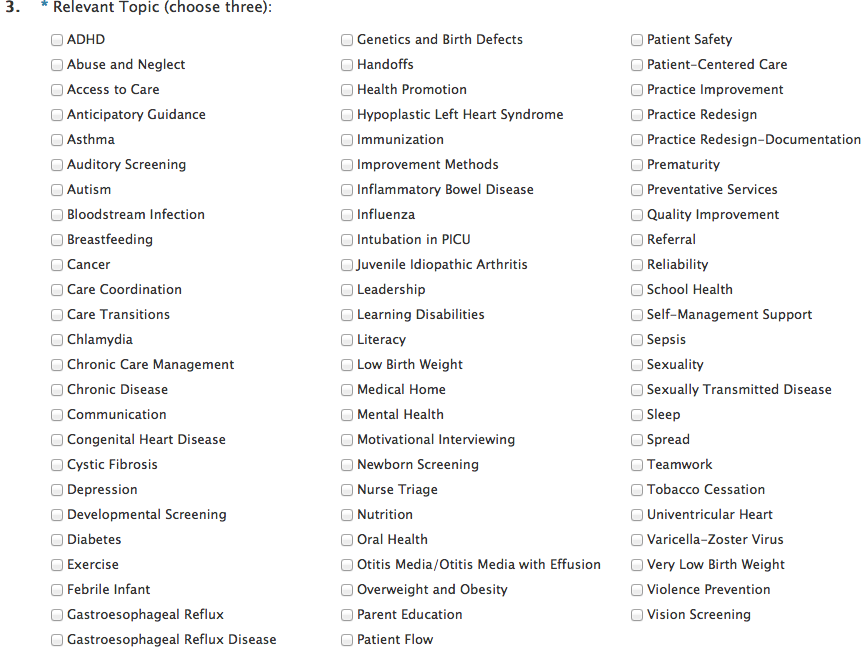 3. * Relevant Topic (choose three):
ADHD
Abuse and Neglect
Access to Care
Anticipatory Guidance
Asthma
Auditory Screening
Autism
Bloodstream Infection
Breastfeeding
Cancer
Care Coordination
Care Transitions
Chlamydia
Chronic Care Management
Chronic Disease
Communication
Congenital Heart Disease
Cystic Fibrosis
Depression
Developmental Screening
Diabetes
Exercise
Febrile Infant
Gastroesophageal Reflux
Gastroesophageal Reflux Disease
Genetics and Birth Defects
Handoffs
Health Promotion
Hypoplastic Left Heart Syndrome
Immunization
Improvement Methods
Inflammatory Bowel Disease
Influenza
Intubation in PICU
Juvenile Idiopathic Arthritis
Leadership
Learning Disabilities
Literacy
Low Birth Weight
Medical Home
Mental Health
Motivational Interviewing
Newborn Screening
Nurse Triage
Nutrition
Oral Health
Otitis Media/Otitis Media with Effusion
Overweight and Obesity
Parent Education
Patient Flow
Patient Safety
Patient-Centered Care
Practice Improvement
Practice Redesign
Practice Redesign-Documentation
Prematurity
Preventative Services
Quality Improvement
Referral
Reliability
School Health
Self-Management Support
Sepsis
Sexuality
Sexually Transmitted Disease
Sleep
Spread
Teamwork
Tobacco Cessation
Univentricular Heart
Varicella-Zoster Virus
Very Low Birth Weight
Violence Prevention
Vision Screening